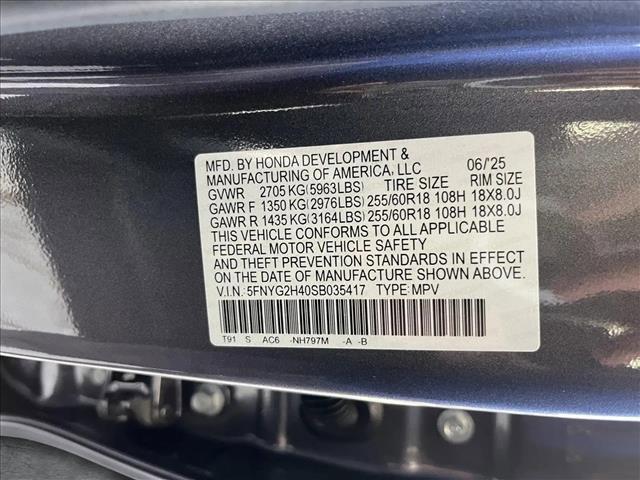 MFD. BY HONDA DEVELOPMENT & 06/'25
MANUFACTURING OF AMERICA, LLC
GVWR 2705 KG(5963LBS) TIRE SIZE RIM SIZE
GAWR F 1350 KG(2976LBS) 255/60R18 108H 18X8.0J
GAWR R 1435 KG(3164LBS) 255/60R18 108H 18X8.0J
THIS VEHICLE CONFORMS TO ALL APPLICABLE
FEDERAL MOTOR VEHICLE SAFETY
AND THEFT PREVENTION STANDARDS IN EFFECT
ON THE DATE OF MANUFACTURE SHOWN ABOVE.
V.I.N. 5FNYG2H40SB035417 TYPE: MPV
T91 S AC6 -NH797M -A -B